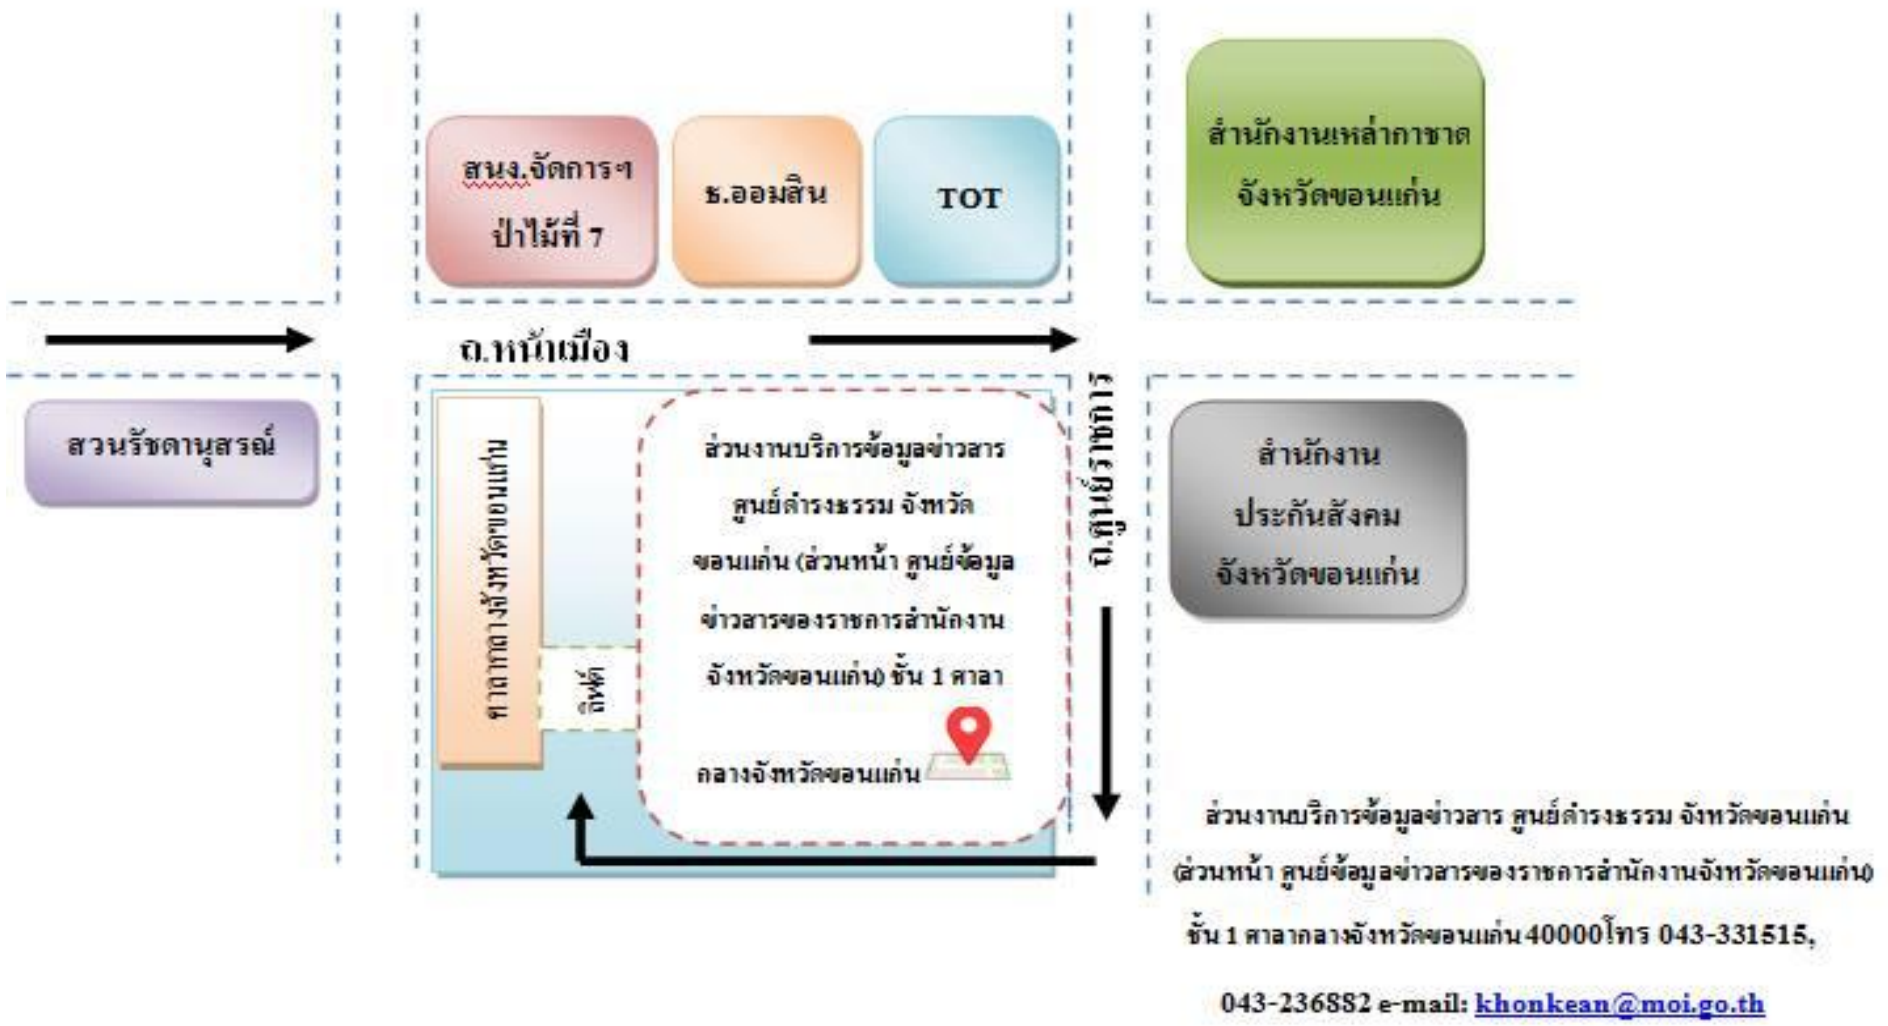 สนง.จัดการฯ
ป่าไม้ที่ 7
ธ.ออมสิน
TOT
สำนักงานเหล่ากาชาด
จังหวัดขอนแก่น
ถ.หน้าเมือง
สวนรัชดานุสรณ์
ศาลากลางจังหวัดขอนแก่น
ลิฟต์
ส่วนงานบริการข้อมูลข่าวสาร
ศูนย์ดำรงธรรม จังหวัด
ขอนแก่น (ส่วนหน้า ศูนย์ข้อมูล
ข่าวสารของราชการสำนักงาน
จังหวัดขอนแก่น) ชั้น 1 ศาลา
กลางจังหวัดขอนแก่น
ถ.ศูนย์ราชการ
สำนักงาน
ประกันสังคม
จังหวัดขอนแก่น
ส่วนงานบริการข้อมูลข่าวสาร ศูนย์ดำรงธรรม จังหวัดขอนแก่น
(ส่วนหน้า ศูนย์ข้อมูลข่าวสารของราชการสำนักงานจังหวัดขอนแก่น)
ชั้น 1 ศาลากลางจังหวัดขอนแก่น 40000โทร 043-331515,
043-236882 e-mail: khonkean@moi.go.th